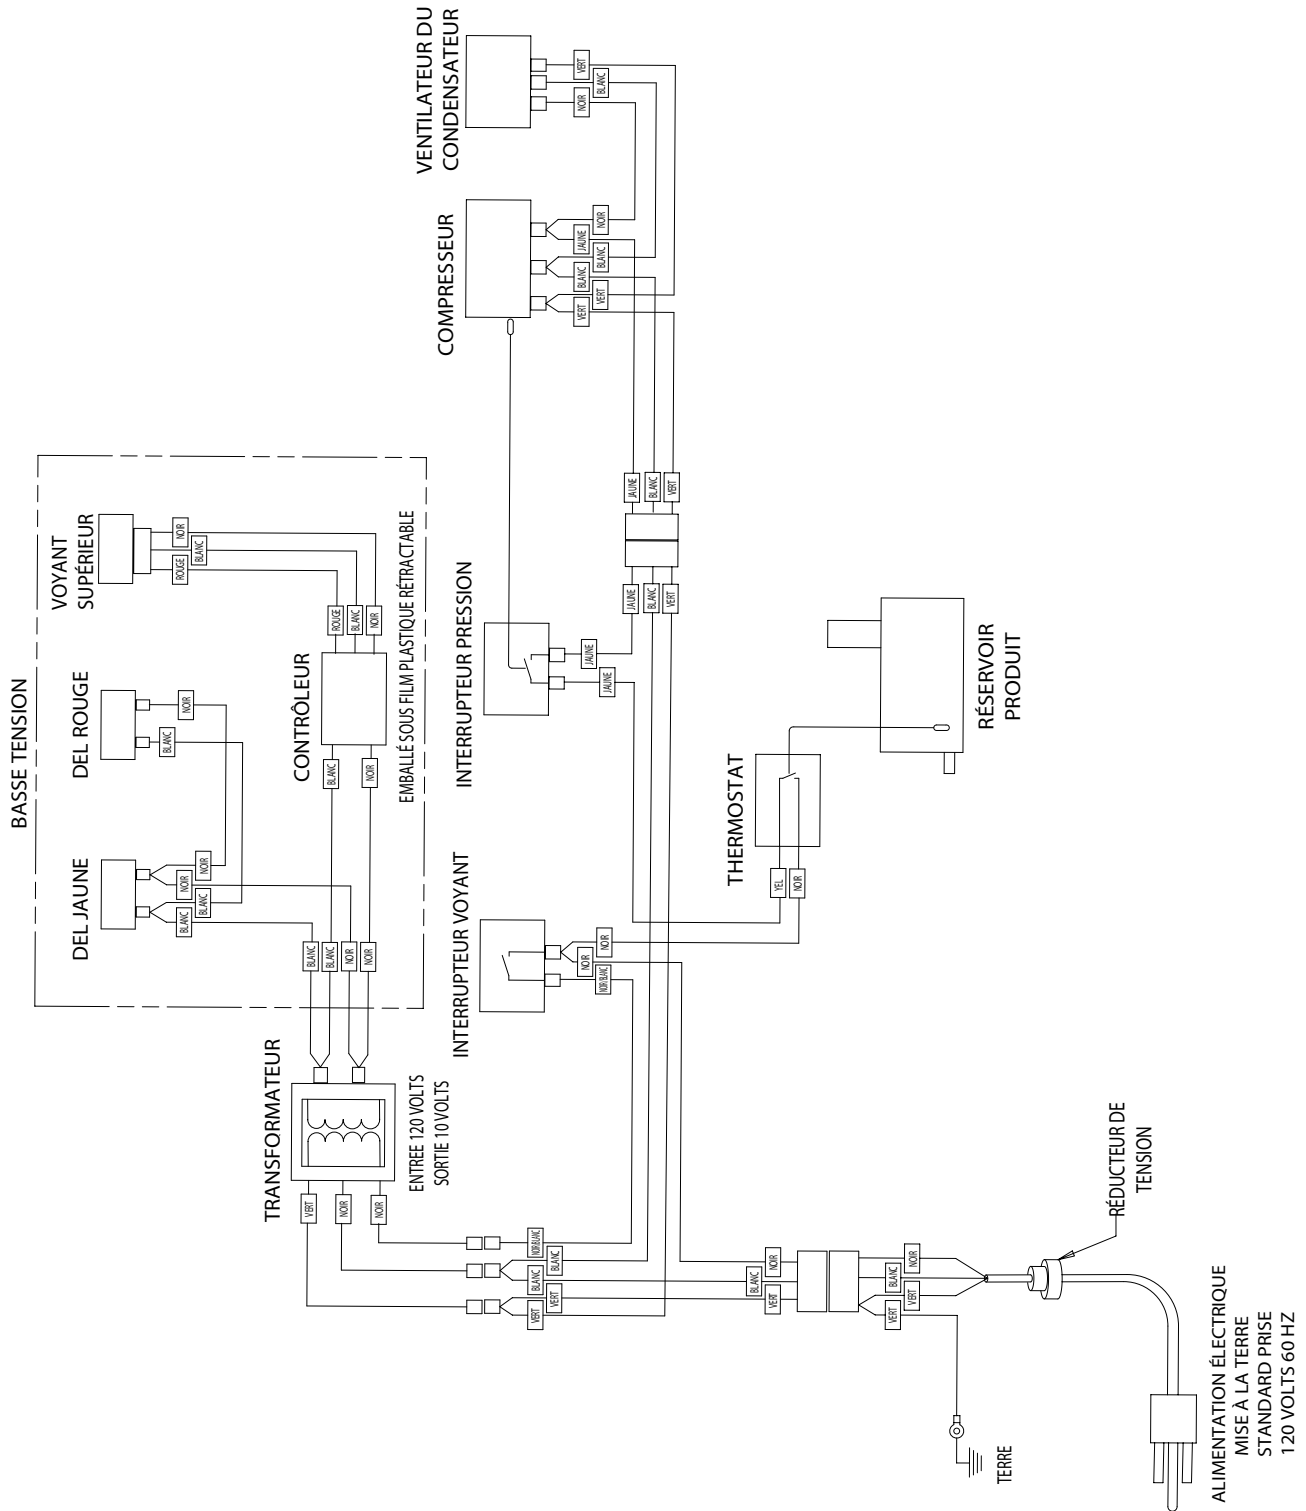 BASSE TENSION
VOYANT
SUPÉRIEUR
DEL ROUGE
DEL JAUNE
ROUGE
BLANC
NOIR
BLANC
NOIR
BLANC
BLANC
NOIR
NOIR
ROUGE
BLANC
NOIR
CONTRÔLEUR
EMBALLÉ SOUS FILM PLASTIQUE RÉTRACTABLE
BLANC
NOIR
BLANC
BLANC
NOIR
NOIR
TRANSFORMATEUR
ENTREE 120 VOLTS
SORTIE 10 VOLTS
VERT
NOIR
NOIR
VENTILATEUR DU
CONDENSATEUR
VERT
BLANC
NOIR
COMPRESSEUR
NOIR
JAUNE
BLANC
BLANC
VERT
VERT
JAUNE
BLANC
VERT
JAUNE
BLANC
VERT
INTERRUPTEUR PRESSION
JAUNE
JAUNE
INTERRUPTEUR VOYANT
NOIR
NOIR
NOIR/BLANC
THERMOSTAT
YEL
NOIR
RÉSERVOIR
PRODUIT
NOIR/BLANC
BLANC
BLANC
VERT
VERT
NOIR
BLANC
VERT
NOIR
BLANC
VERT
VERT
RÉDUCTEUR DE
TENSION
TERRE
ALIMENTATION ÉLECTRIQUE
MISE À LA TERRE
STANDARD PRISE
120 VOLTS 60 HZ